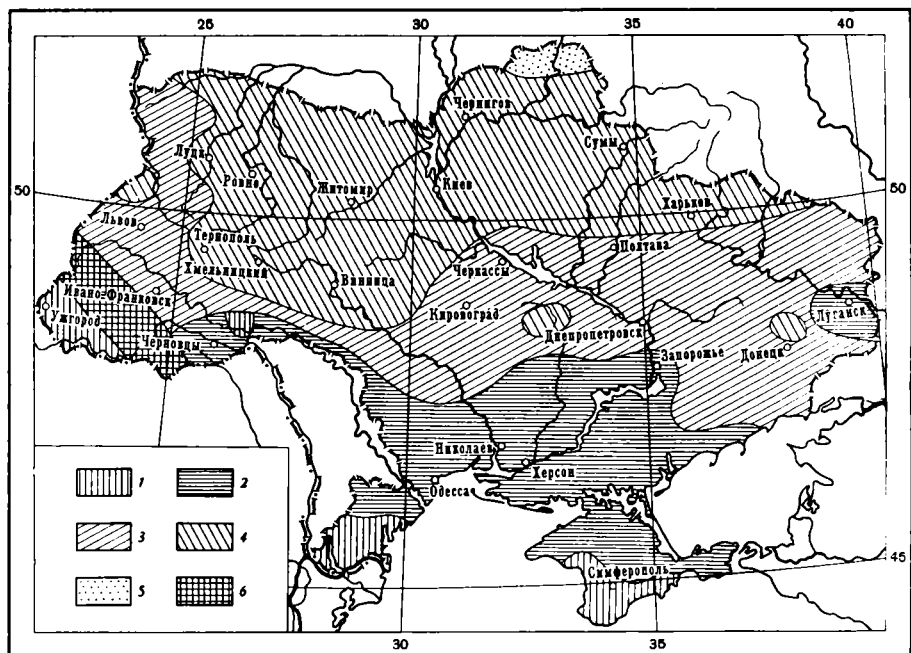 25
35
40
Чернигов
Сумы
Луцк
Ровно
Житомир
Киев
50
50
Харьков
Львов
Тернополь
Полтава
Хмельницкий
Черкассы
Винница
Ивано-Франковск
Кировоград
Луганск
Ужгород
Днепропетровск
Черновцы
Запорожье
Донецк
Николаев
Херсон
Одесса
1
2
3
4
45
Симферополь
5
6
30
35